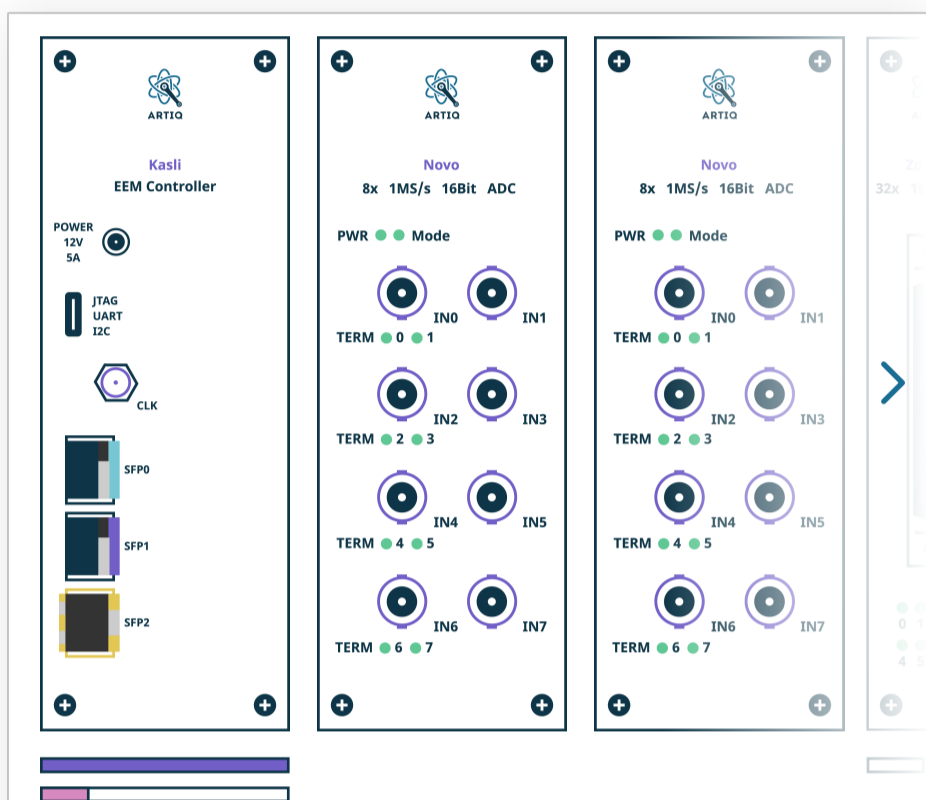 ARTIQ
Kasli
EEM Controller
POWER
12V
5A
JTAG
UART
I2C
CLK
SFP0
SFP1
SFP2
ARTIQ
Novo
8x 1MS/s 16Bit ADC
PWR Mode
IN0 IN1
TERM 0 1
IN2 IN3
TERM 2 3
IN4 IN5
TERM 4 5
IN6 IN7
TERM 6 7
ARTIQ
Novo
8x 1MS/s 16Bit ADC
PWR Mode
IN0 IN1
TERM 0 1
IN2 IN3
TERM 2 3
IN4 IN5
TERM 4 5
IN6 IN7
TERM 6 7
32x
0
4